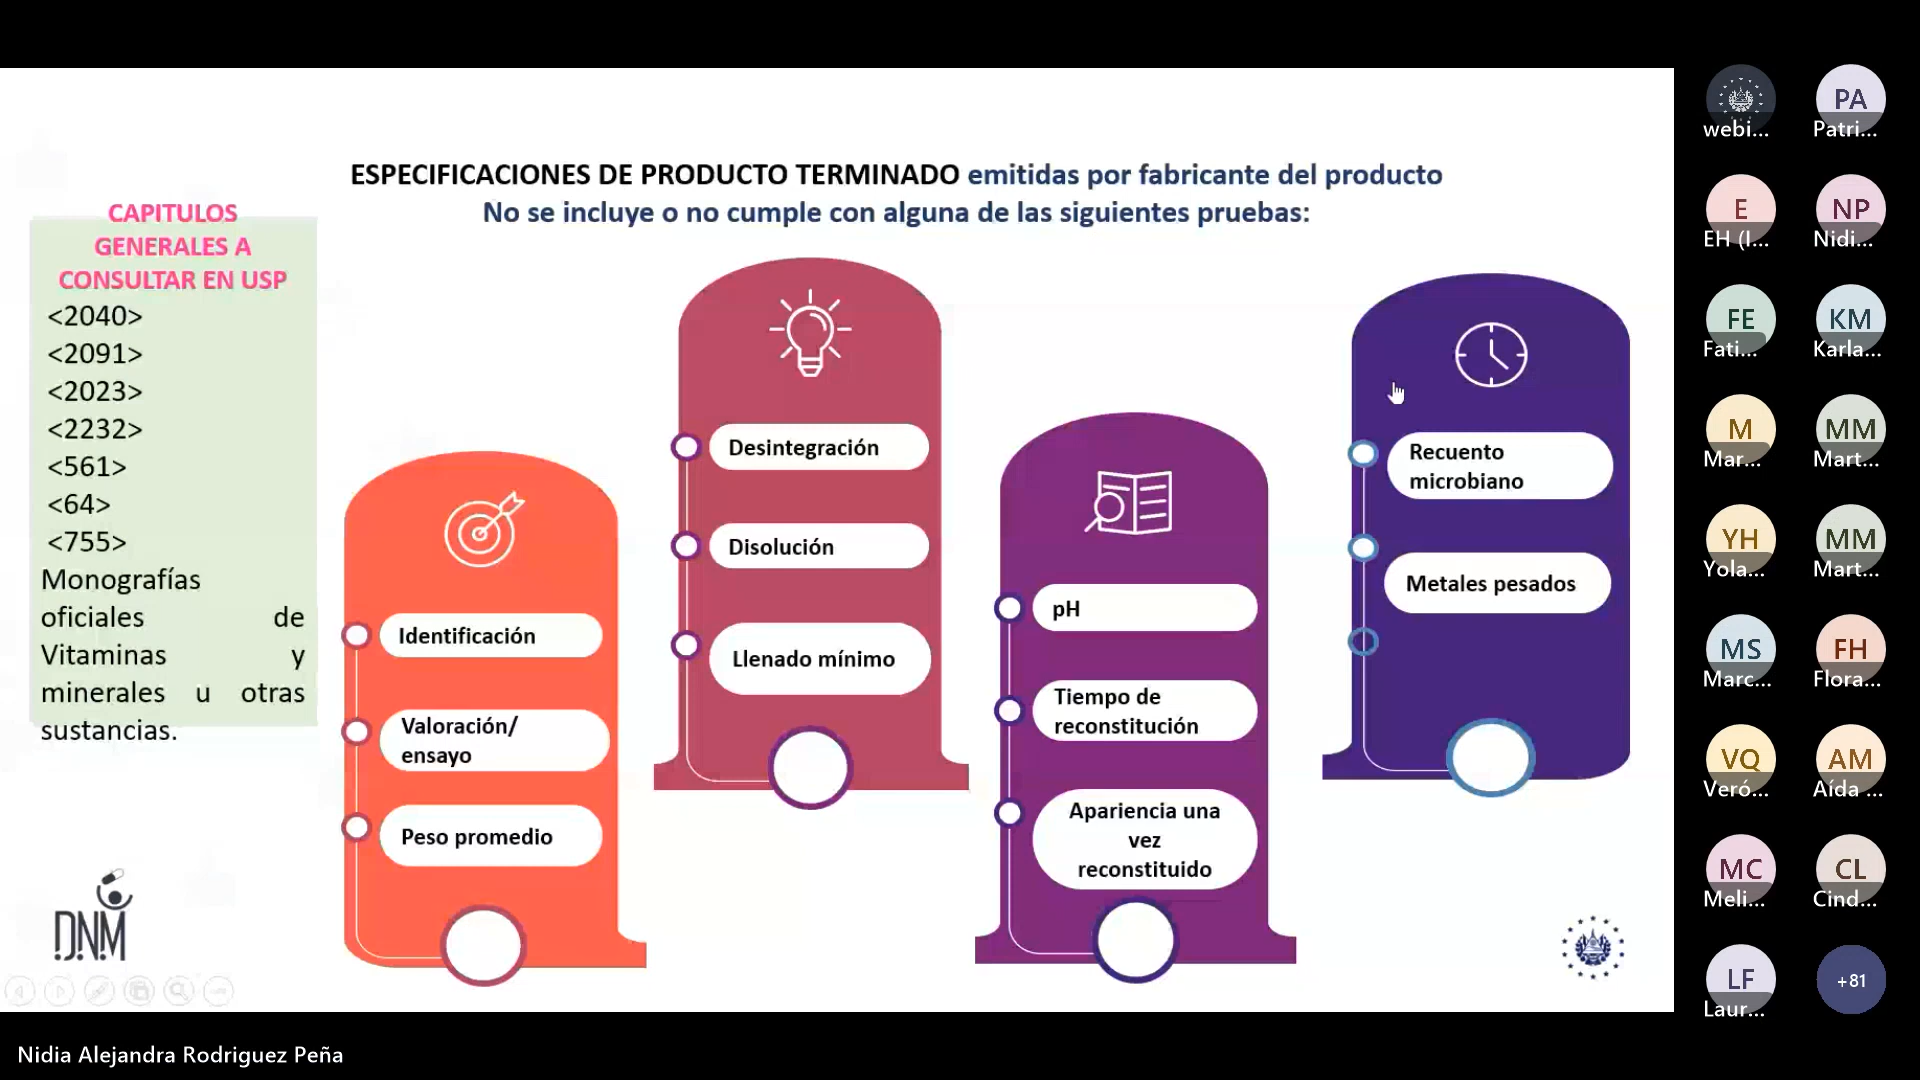 ESPECIFICACIONES DE PRODUCTO TERMINADO emitidas por fabricante del producto
No se incluye o no cumple con alguna de las siguientes pruebas:
CAPITULOS
GENERALES A
CONSULTAR EN USP
<2040>
<2091>
<2023>
<2232>
<561>
<64>
<755>
Monografías
oficiales de
Vitaminas y
minerales u otras
sustancias.
Identificación
Valoración/
ensayo
Peso promedio
Desintegración
Disolución
Llenado mínimo
pH
Tiempo de
reconstitución
Apariencia una
vez
reconstituido
Recuento
microbiano
Metales pesados
DNM
webi...
PA
Patri...
E
EH (I...
NP
Nidi...
FE
Fati...
KM
Karla...
M
Mar...
MM
Mart...
YH
Yola...
MM
Mart...
MS
Marc...
FH
Flora...
VQ
Veró...
AM
Aída ...
MC
Meli...
CL
Cind...
LF
Laur...
+81
Nidia Alejandra Rodriguez Peña